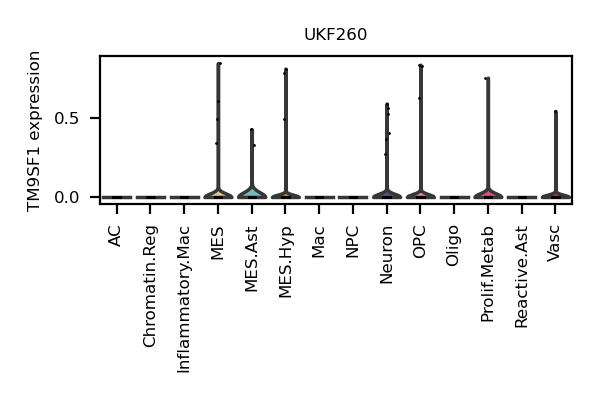 UKF260
TM9SF1 expression
0.5
0.0
AC
Chromatin.Reg
Inflammatory.Mac
MES
MES.Ast
MES.Hyp
Mac
NPC
Neuron
OPC
Oligo
Prolif.Metab
Reactive.Ast
Vasc